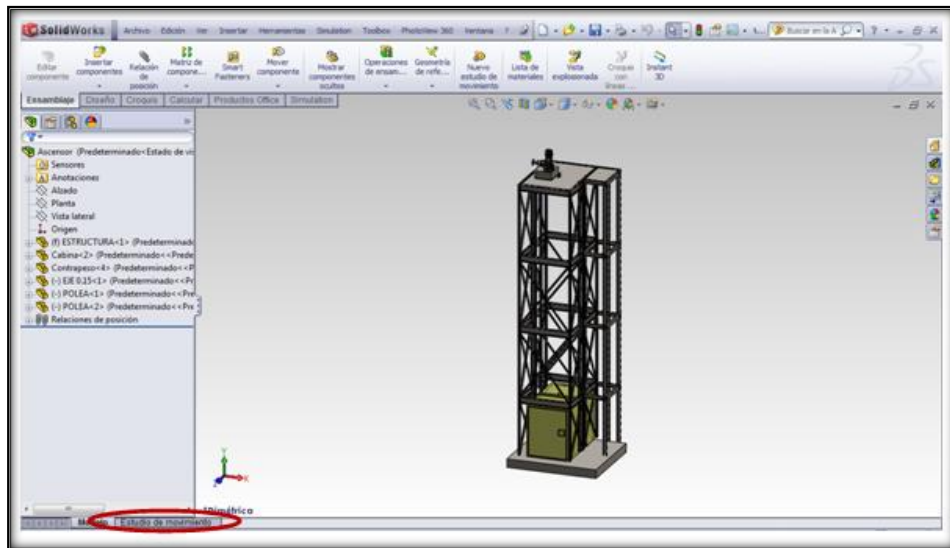 SolidWorks Archivo Edición Ver Insertar Herramientas Simulation Toolbox PhotoView 360 Ventana ?
Editar componente
Insertar componentes
Relación de posición
Matriz de compone...
Smart Fasteners
Mover componente
Mostrar componentes ocultos
Operaciones de ensam...
Geometría de refe...
Nuevo estudio de movimiento
Lista de materiales
Vista explosionada
Croquis con líneas ...
Instant 3D
Ensamblaje Diseño Croquis Calcular Productos Office Simulation
Ascensor (Predeterminado<Estado de vis
Sensores
Anotaciones
Alzado
Planta
Vista lateral
Origen
(f) ESTRUCTURA<1> (Predeterminado
Cabina<2> (Predeterminado<<Prede
Contrapeso<4> (Predeterminado<<P
(-) EJE 0.15<1> (Predeterminado<<Pr
(-) POLEA<1> (Predeterminado<<Pre
(-) POLEA<2> (Predeterminado<<Pre
Relaciones de posición
Y
X
Z
Estudio de movimiento